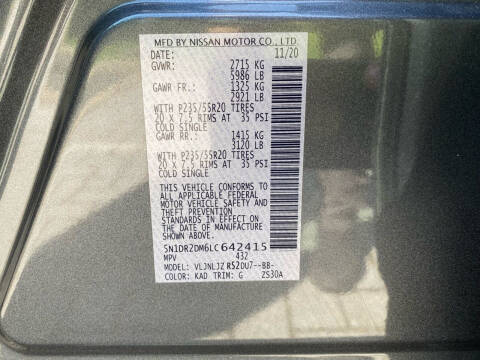 MFD BY NISSAN MOTOR CO., LTD.
DATE: 11/20
GVWR: 2715 KG
5986 LB
GAWR FR.: 1325 KG
2921 LB
WITH P235/55R20 TIRES
20 X 7.5 RIMS AT 35 PSI
COLD SINGLE
GAWR RR.: 1415 KG
3120 LB
WITH P235/55R20 TIRES
20 X 7.5 RIMS AT 35 PSI
COLD SINGLE
THIS VEHICLE CONFORMS TO
ALL APPLICABLE FEDERAL
MOTOR VEHICLE SAFETY AND
THEFT PREVENTION
STANDARDS IN EFFECT ON
THE DATE OF MANUFACTURE
SHOWN ABOVE.
5N1DR2DM6LC642415
MPV 432
MODEL: VLJNLJZ R52DU7--BB-
COLOR: KAD TRIM: G ZS30A